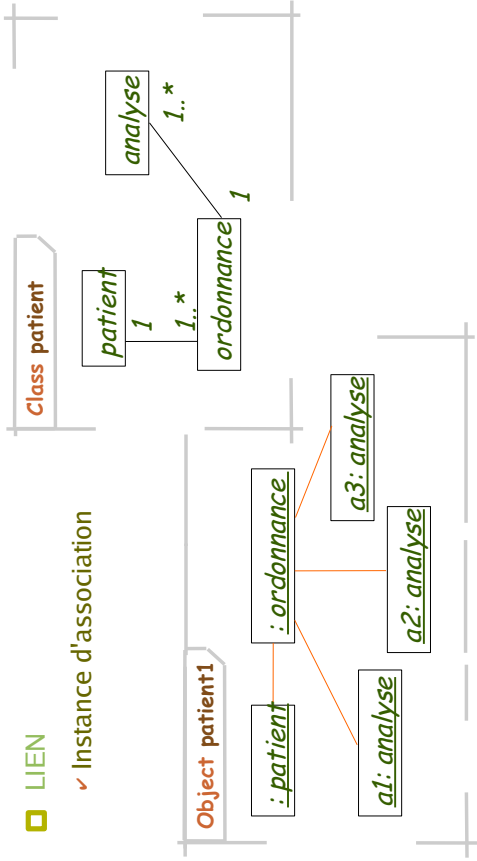 LIEN
✔ Instance d'association
Class patient
patient
1
1..*
ordonnance
1
1..*
analyse
Object patient1
: patient
: ordonnance
a1: analyse
a2: analyse
a3: analyse